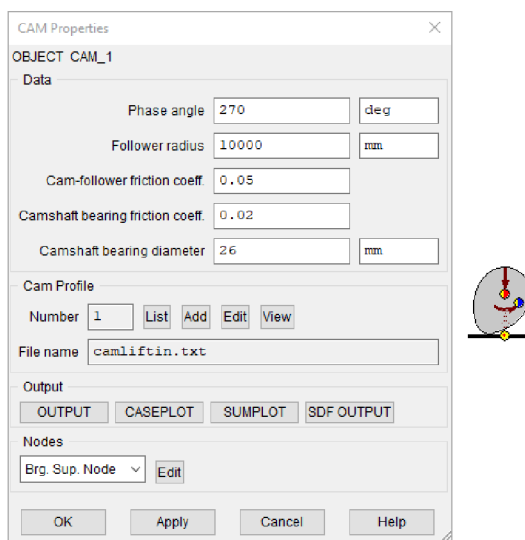 CAM Properties
OBJECT CAM_1
Data
Phase angle 270 deg
Follower radius 10000 mm
Cam-follower friction coeff. 0.05
Camshaft bearing friction coeff. 0.02
Camshaft bearing diameter 26 mm
Cam Profile
Number 1 List Add Edit View
File name camliftin.txt
Output
OUTPUT CASEPLOT SUMPLOT SDF OUTPUT
Nodes
Brg. Sup. Node Edit
OK Apply Cancel Help